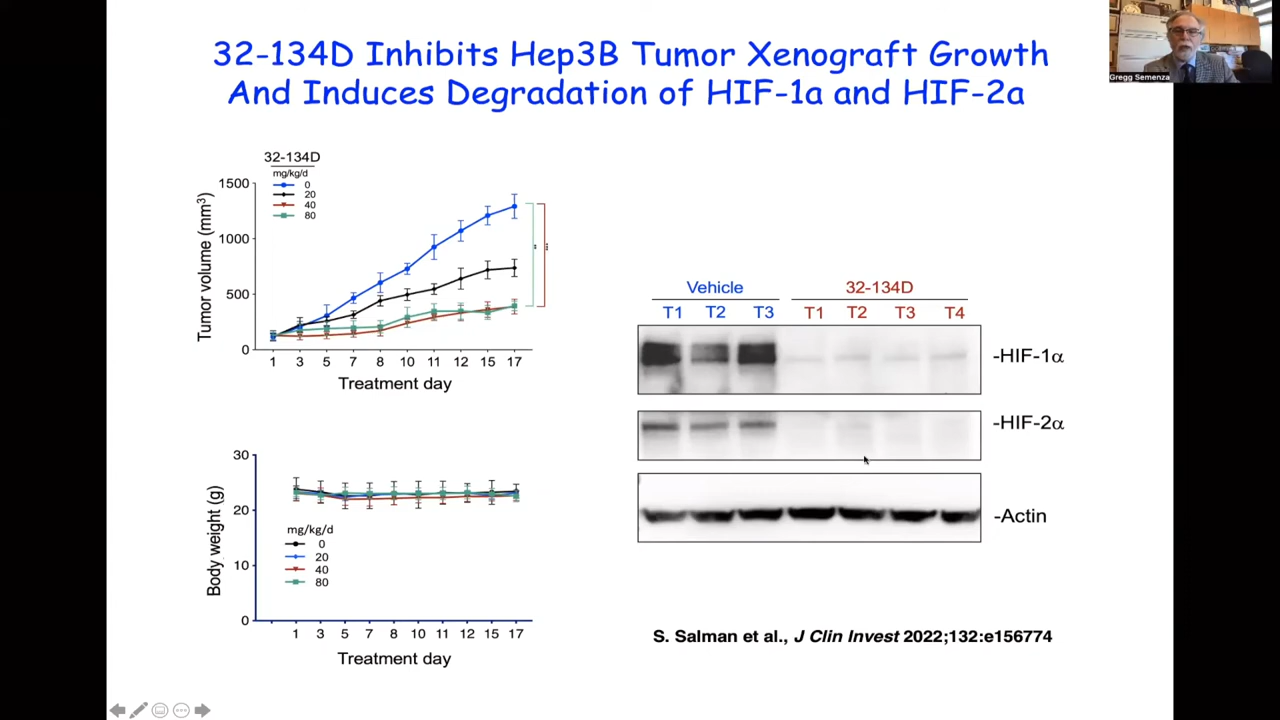 32-134D Inhibits Hep3B Tumor Xenograft Growth
And Induces Degradation of HIF-1a and HIF-2a
Gregg Semenza
32-134D
mg/kg/d
0
20
40
80
Tumor volume (mm³)
1500
1000
500
0
1 3 5 7 8 10 11 12 15 17
Treatment day
Vehicle 32-134D
T1 T2 T3 T1 T2 T3 T4
-HIF-1α
-HIF-2α
-Actin
Body weight (g)
30
20
10
0
mg/kg/d
0
20
40
80
1 3 5 7 8 10 11 12 15 17
Treatment day
S. Salman et al., J Clin Invest 2022;132:e156774